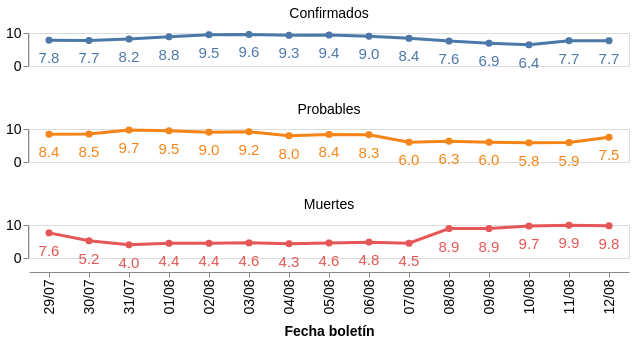 Confirmados
10
0
7.8 7.7 8.2 8.8 9.5 9.6 9.3 9.4 9.0 8.4 7.6 6.9 6.4 7.7 7.7
Probables
10
0
8.4 8.5 9.7 9.5 9.0 9.2 8.0 8.4 8.3 6.0 6.3 6.0 5.8 5.9 7.5
Muertes
10
0
7.6 5.2 4.0 4.4 4.4 4.6 4.3 4.6 4.8 4.5 8.9 8.9 9.7 9.9 9.8
29/07 30/07 31/07 01/08 02/08 03/08 04/08 05/08 06/08 07/08 08/08 09/08 10/08 11/08 12/08
Fecha boletín